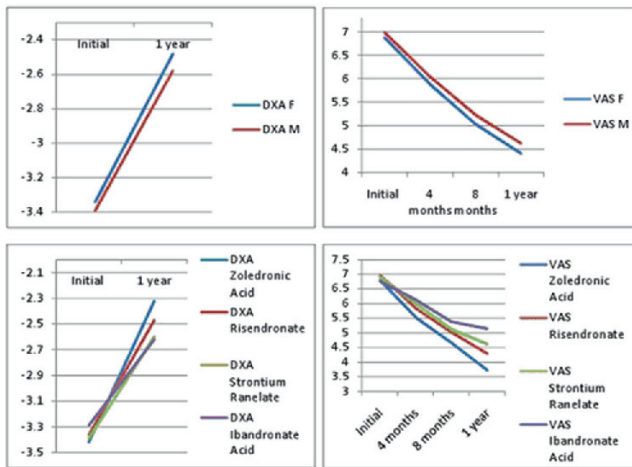 -2.4
Initial 1 year
-2.6
-2.8
-3
-3.2
-3.4
DXA F
DXA M
7
6.5
6
5.5
5
4.5
4
Initial 4 8 1 year
months months
VAS F
VAS M
-2.1
Initial 1 year
-2.3
-2.5
-2.7
-2.9
-3.1
-3.3
-3.5
DXA
Zoledronic
Acid
DXA
Risendronate
DXA
Strontium
Ranelate
DXA
Ibandronate
Acid
7.5
7
6.5
6
5.5
5
4.5
4
3.5
3
Initial
4 months
8 months
1 year
VAS
Zoledronic
Acid
VAS
Risendronate
VAS
Strontium
Ranelate
VAS
Ibandronate
Acid